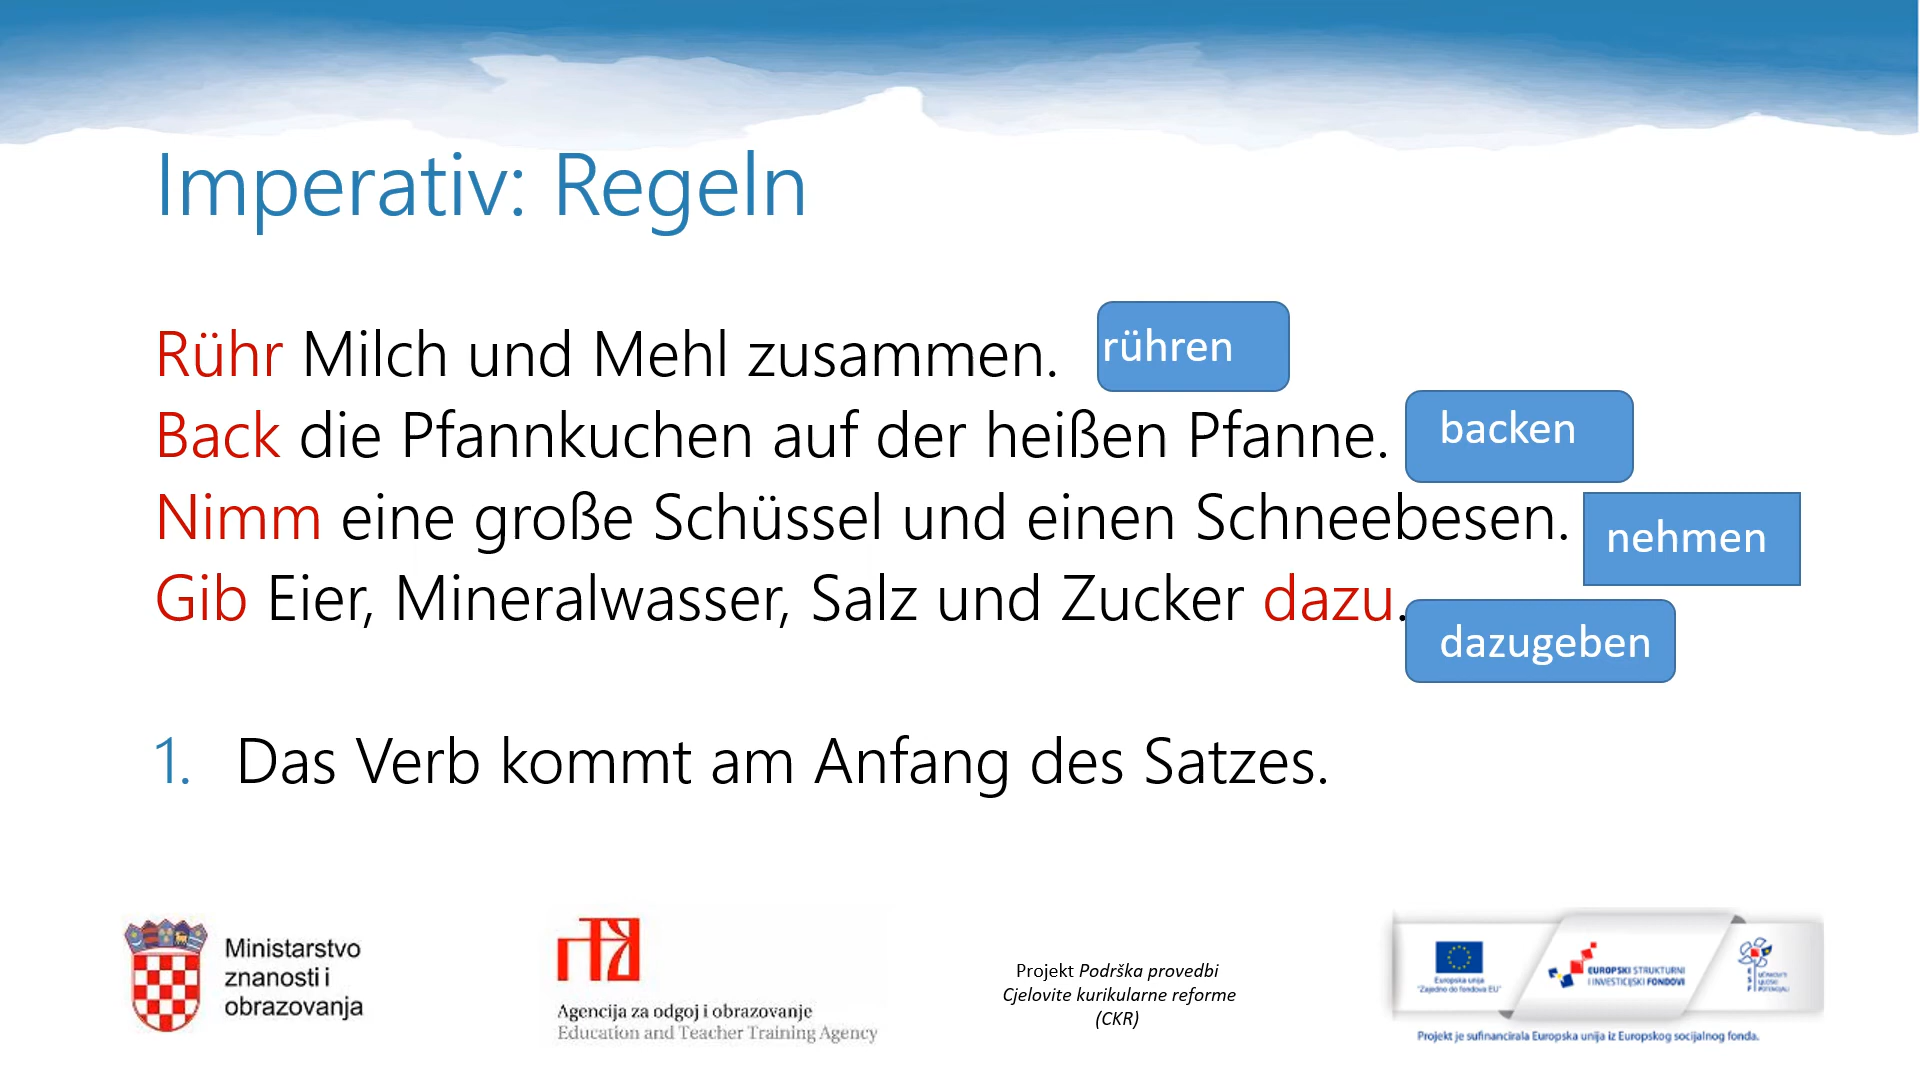 Imperativ: Regeln
Rühr Milch und Mehl zusammen. rühren
Back die Pfannkuchen auf der heißen Pfanne. backen
Nimm eine große Schüssel und einen Schneebesen. nehmen
Gib Eier, Mineralwasser, Salz und Zucker dazu. dazugeben
1. Das Verb kommt am Anfang des Satzes.
Ministarstvo
znanosti i
obrazovanja
Agencija za odgoj i obrazovanje
Education and Teacher Training Agency
Projekt Podrška provedbi
Cjelovite kurikularne reforme
(CKR)
Europska unija
"Zajedno do fondova EU"
EUROPSKI STRUKTURNI
I INVESTICIJSKI FONDOVI
Projekt je sufinancirala Europska unija iz Europskog socijalnog fonda.